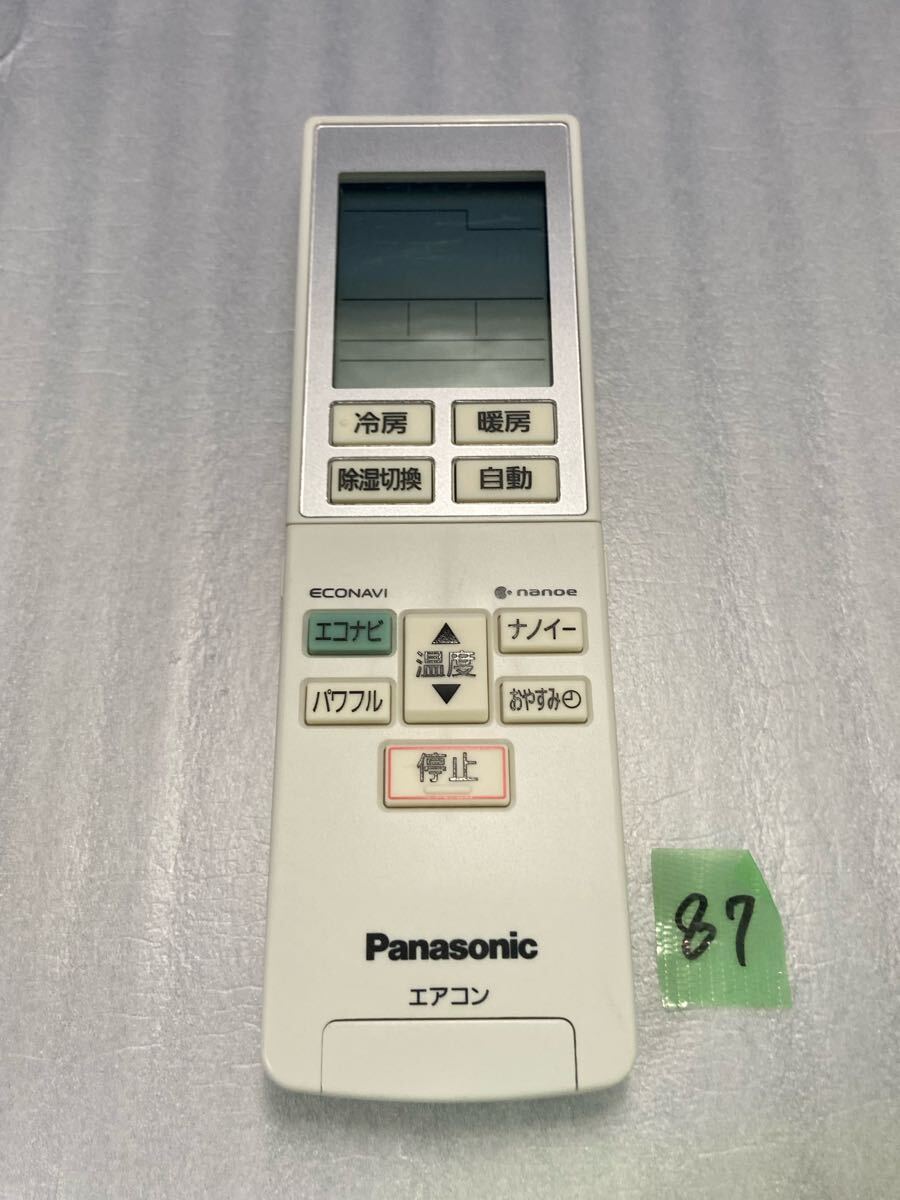 冷房 暖房
除湿切換 自動
ECONAVI nanoe
エコナビ ▲ ナノイー
温度
パワフル ▼ おやすみ
停止
Panasonic
エアコン
87